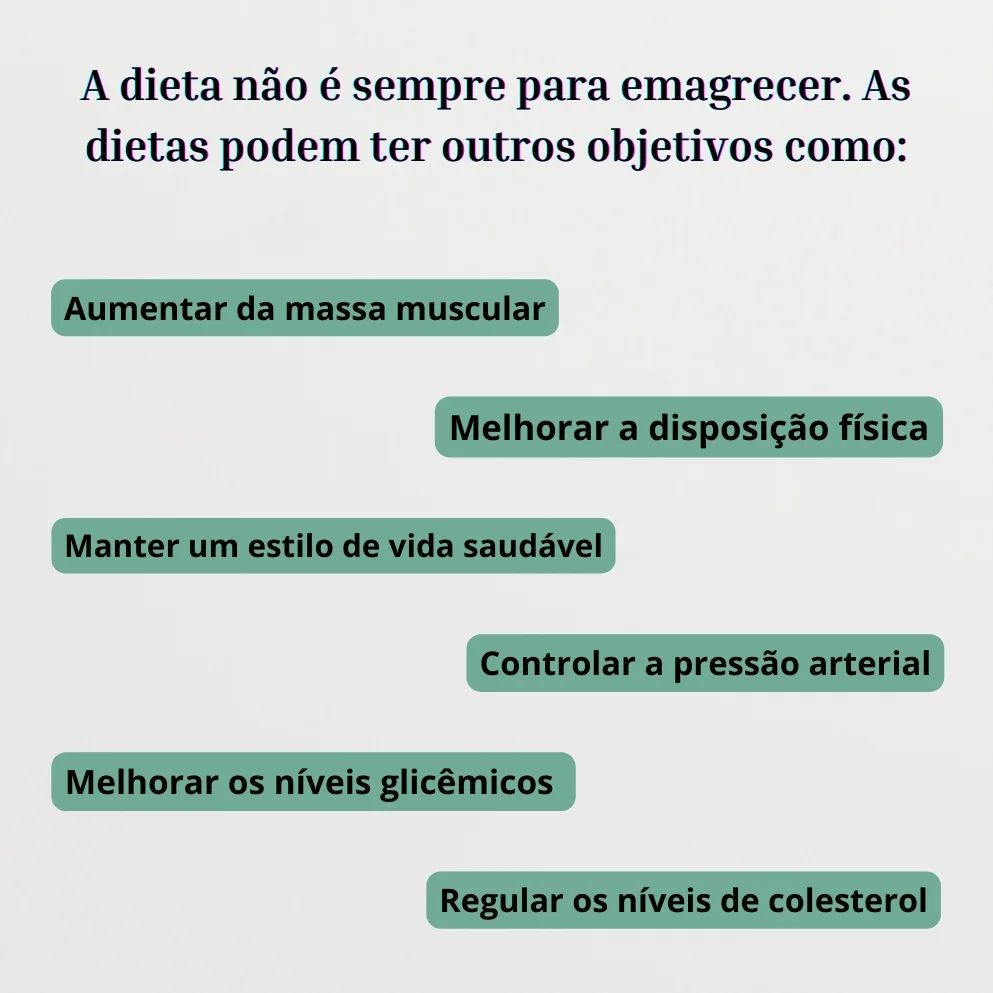 A dieta não é sempre para emagrecer. As
dietas podem ter outros objetivos como:
Aumentar da massa muscular
Melhorar a disposição física
Manter um estilo de vida saudável
Controlar a pressão arterial
Melhorar os níveis glicêmicos
Regular os níveis de colesterol